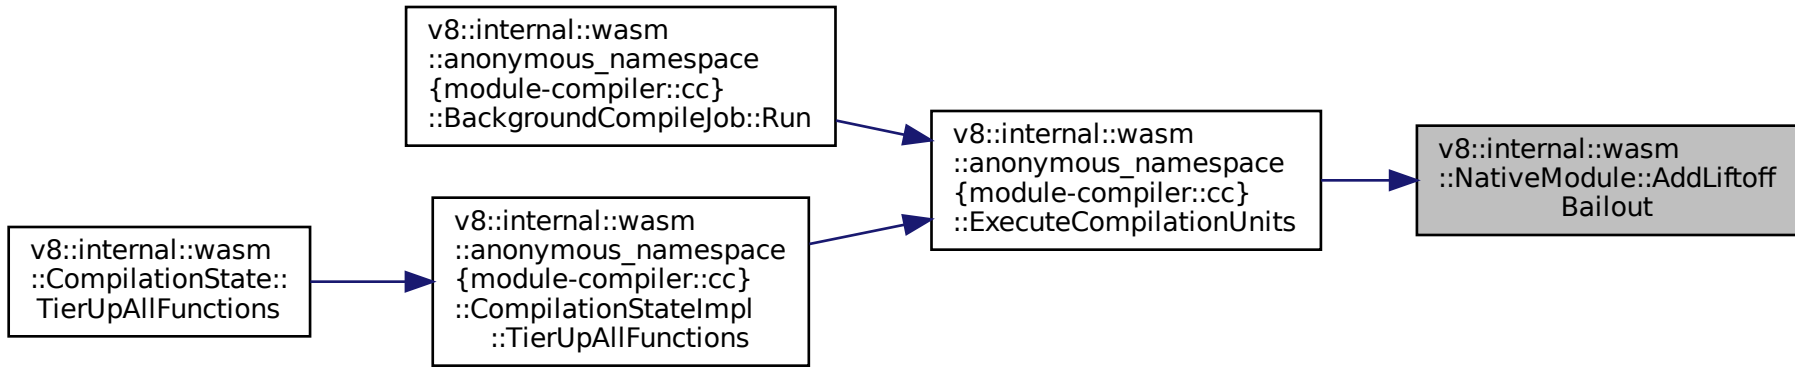 v8::internal::wasm
::anonymous_namespace
{module-compiler::cc}
::BackgroundCompileJob::Run
v8::internal::wasm
::anonymous_namespace
{module-compiler::cc}
::ExecuteCompilationUnits
v8::internal::wasm
::NativeModule::AddLiftoff
Bailout
v8::internal::wasm
::anonymous_namespace
{module-compiler::cc}
::CompilationStateImpl
::TierUpAllFunctions
v8::internal::wasm
::CompilationState::
TierUpAllFunctions